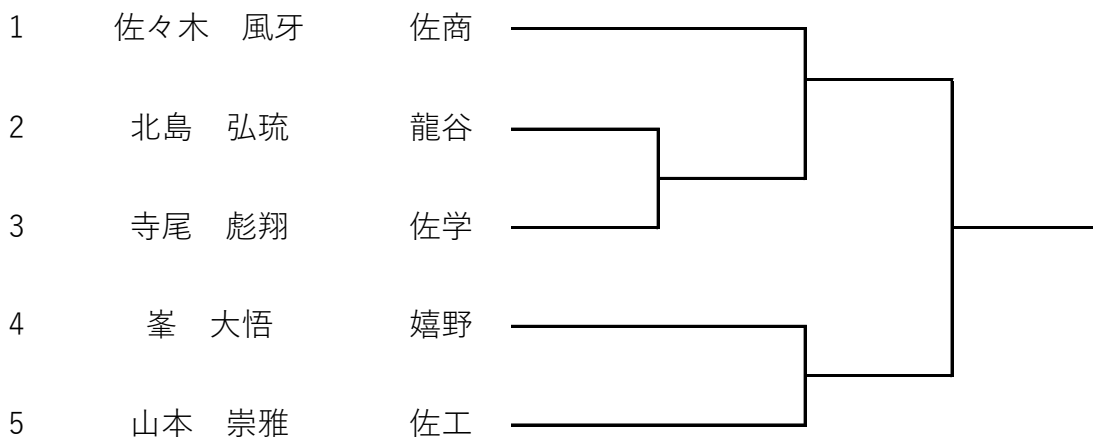 1 佐々木 風牙 佐商
2 北島 弘琉 龍谷
3 寺尾 彪翔 佐学
4 峯 大悟 嬉野
5 山本 崇雅 佐工